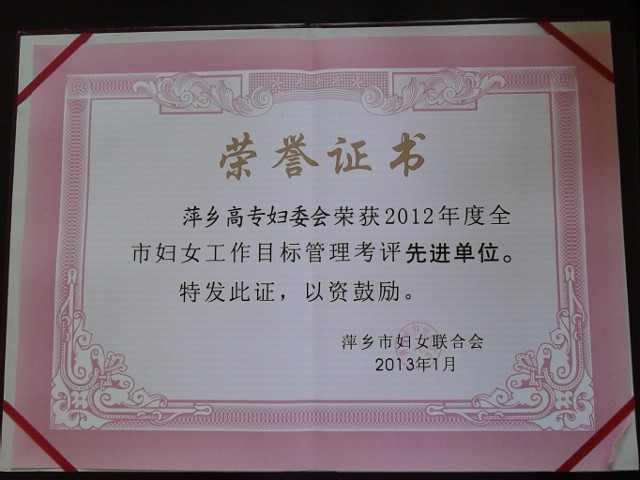 荣誉证书
萍乡高专妇委会荣获2012年度全
市妇女工作目标管理考评先进单位。
特发此证，以资鼓励。
萍乡市妇女联合会
2013年1月